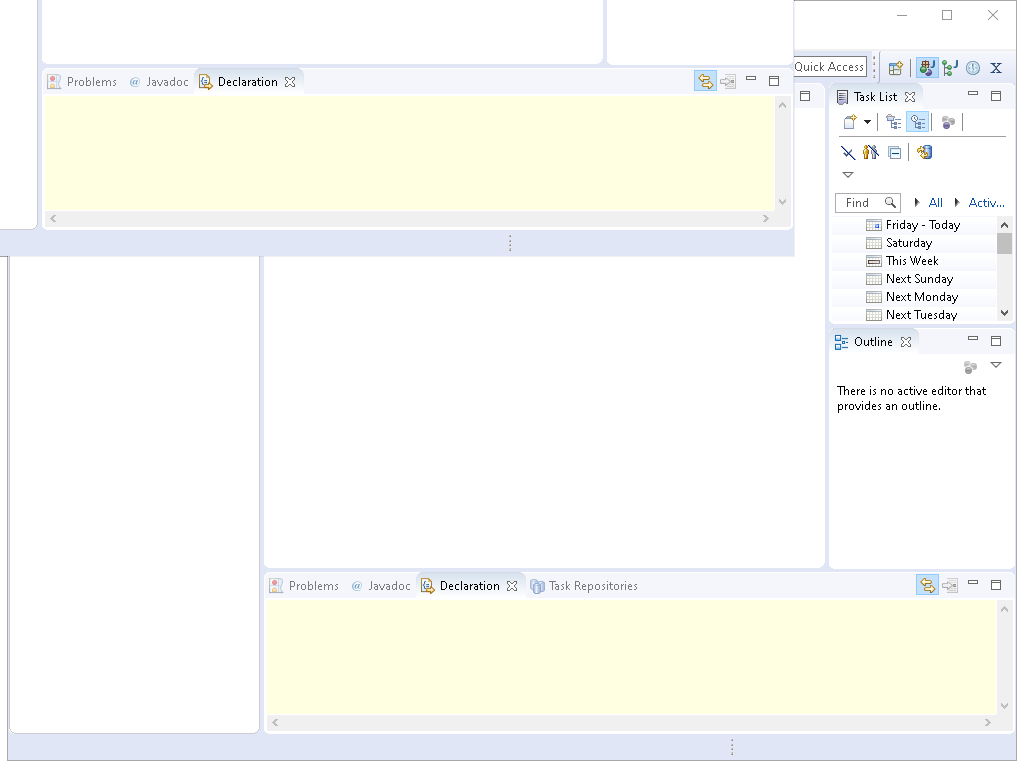 Quick Access
Problems @ Javadoc Declaration
Task List
Find All Activ...
Friday - Today
Saturday
This Week
Next Sunday
Next Monday
Next Tuesday
Outline
There is no active editor that
provides an outline.
Problems @ Javadoc Declaration Task Repositories